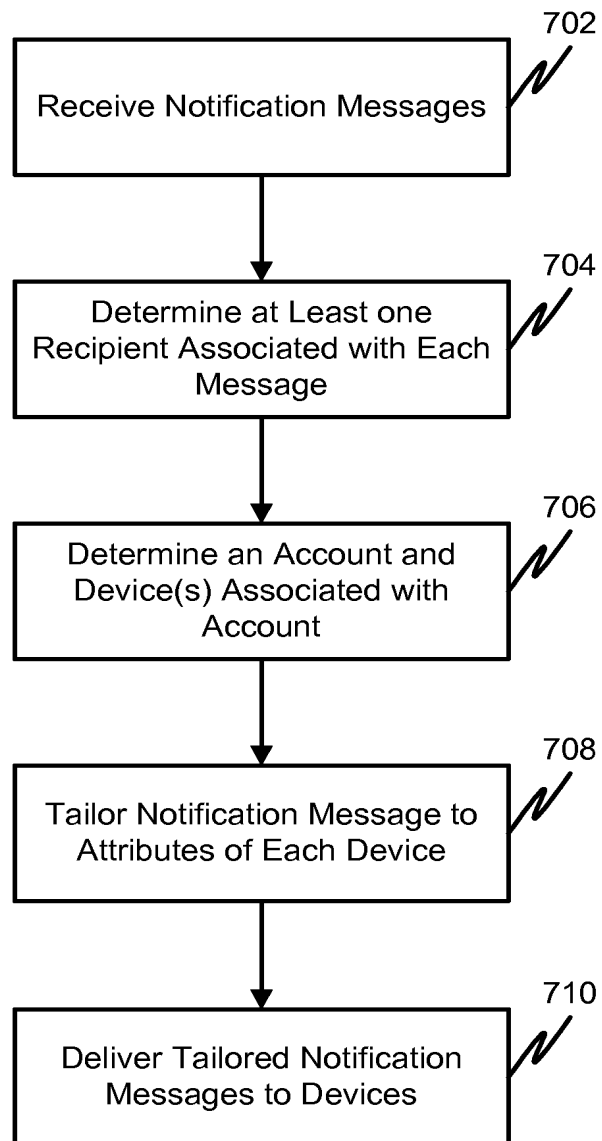 702
Receive Notification Messages
704
Determine at Least one
Recipient Associated with Each
Message
706
Determine an Account and
Device(s) Associated with
Account
708
Tailor Notification Message to
Attributes of Each Device
710
Deliver Tailored Notification
Messages to Devices